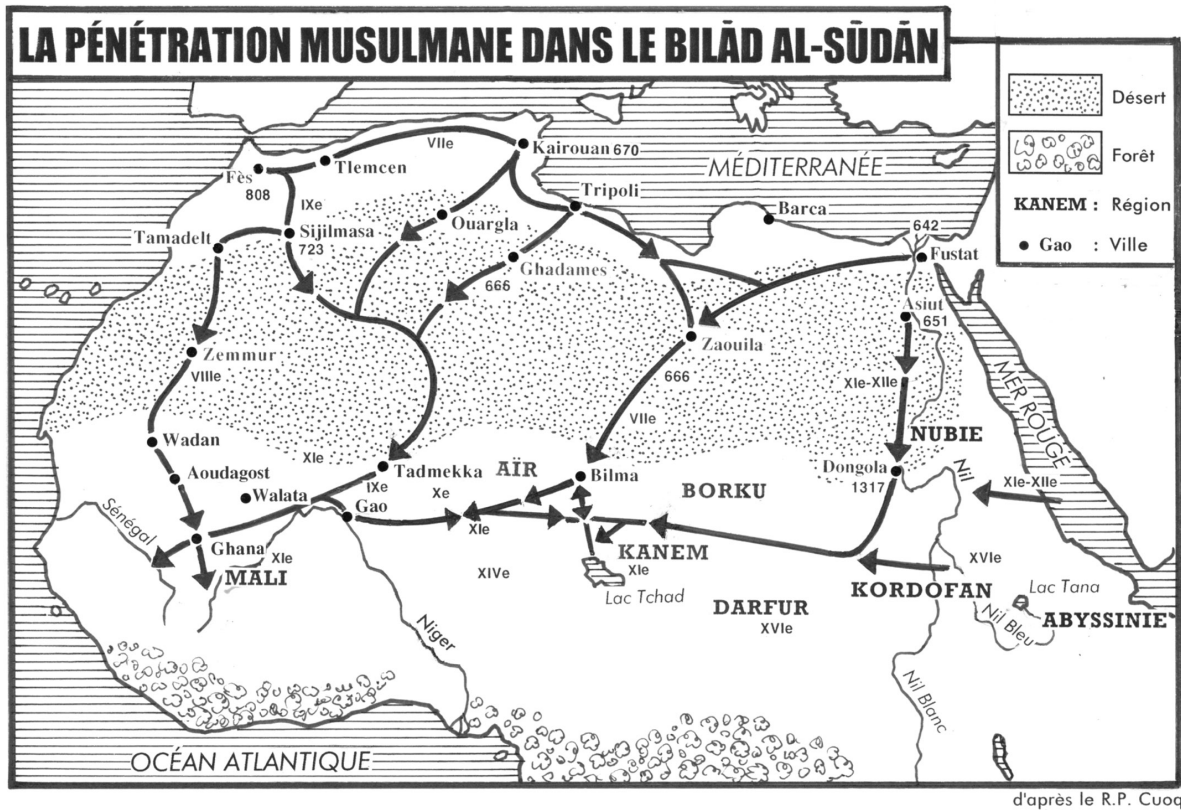 LA PÉNÉTRATION MUSULMANE DANS LE BILĀD AL-SŪDĀN
Désert
Forêt
KANEM : Région
Gao : Ville
MÉDITERRANÉE
VIIe
Kairouan 670
Tlemcen
Fès
808
IXe
Tripoli
Barca
Ouargla
Sijilmasa
723
Tamadelt
642
Fustat
Ghadames
666
Asiut
651
Zaouila
666
Zemmur
VIIIe
XIe-XIIe
MER ROUGE
VIIe
NUBIE
Wadan
XIe
Aoudagost
Tadmekka
IXe
AÏR
Bilma
Dongola
1317
Nil
XIe-XIIe
Walata
Xe
BORKU
Gao
Sénégal
XIe
Ghana
XIe
MALI
KANEM
XIe
XIVe
XVIe
KORDOFAN
Lac Tchad
Lac Tana
DARFUR
XVIe
Nil Bleu
ABYSSINIE
Niger
Nil Blanc
OCÉAN ATLANTIQUE
d'après le R.P. Cuoq